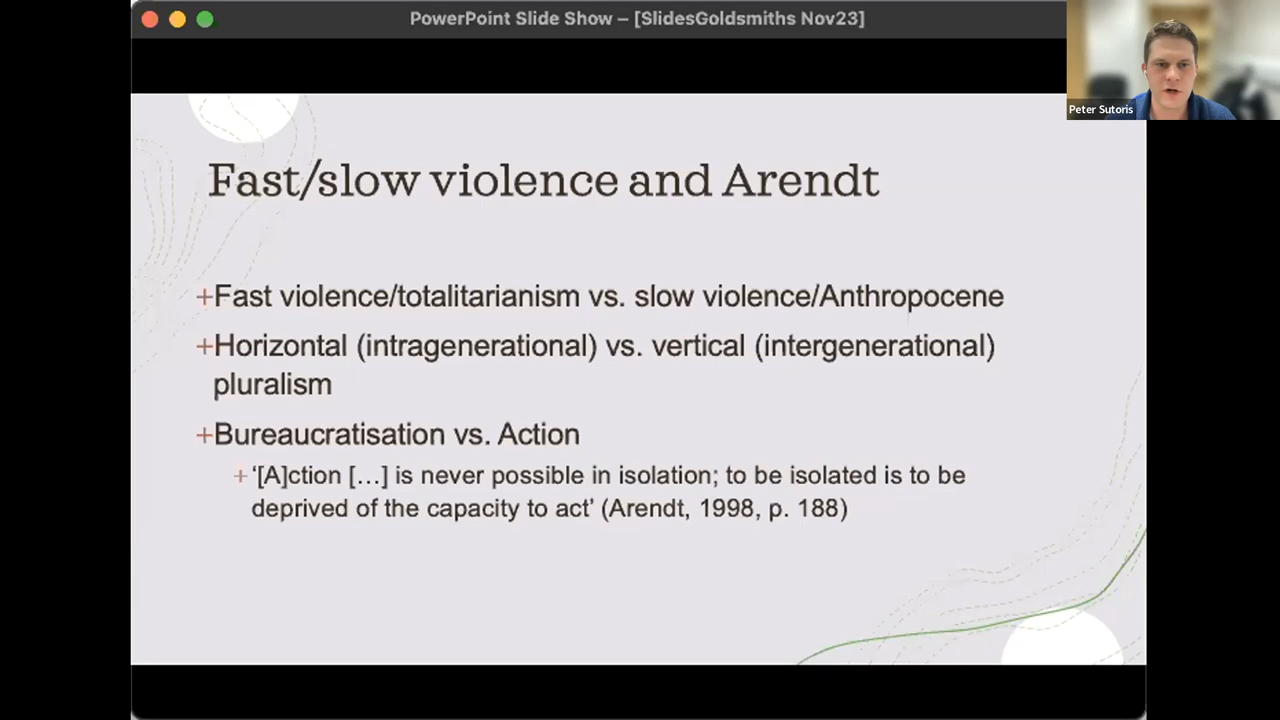 PowerPoint Slide Show – [SlidesGoldsmiths Nov23]
Peter Sutoris
Fast/slow violence and Arendt
+Fast violence/totalitarianism vs. slow violence/Anthropocene
+Horizontal (intragenerational) vs. vertical (intergenerational)
pluralism
+Bureaucratisation vs. Action
+ ‘[A]ction […] is never possible in isolation; to be isolated is to be
deprived of the capacity to act’ (Arendt, 1998, p. 188)